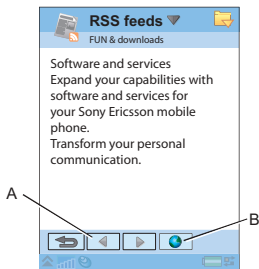 RSS feeds
FUN & downloads
Software and services
Expand your capabilities with
software and services for
your Sony Ericsson mobile
phone.
Transform your personal
communication.
A
B